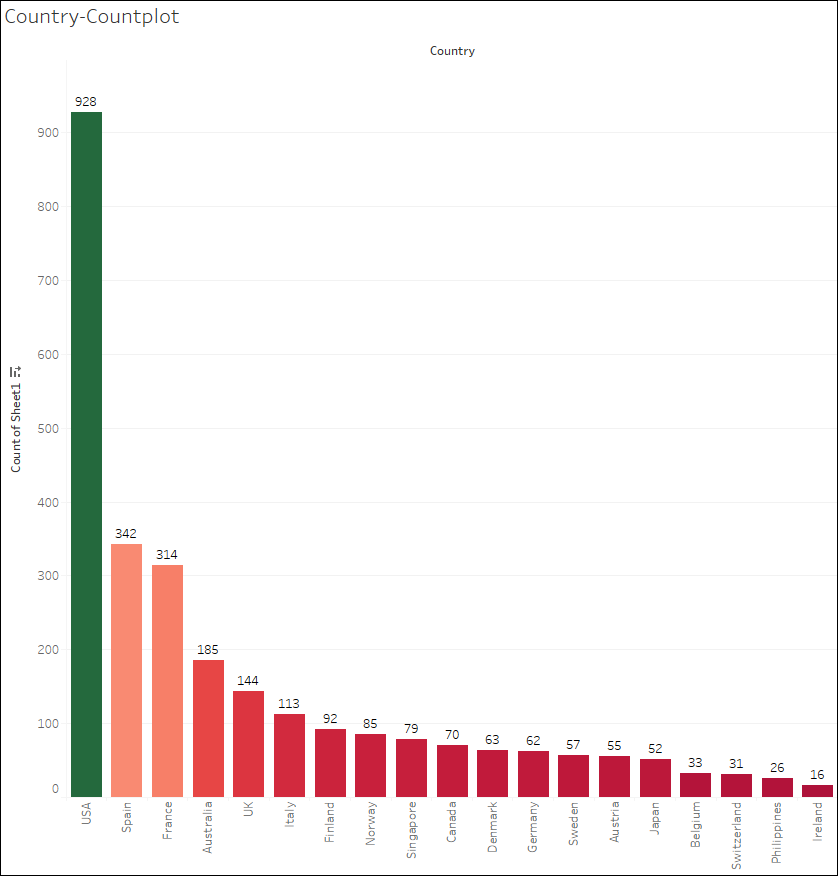 Country-Countplot
Country
Count of Sheet1
900
800
700
600
500
400
300
200
100
0
928
342
314
185
144
113
92
85
79
70
63
62
57
55
52
33
31
26
16
USA
Spain
France
Australia
UK
Italy
Finland
Norway
Singapore
Canada
Denmark
Germany
Sweden
Austria
Japan
Belgium
Switzerland
Philippines
Ireland